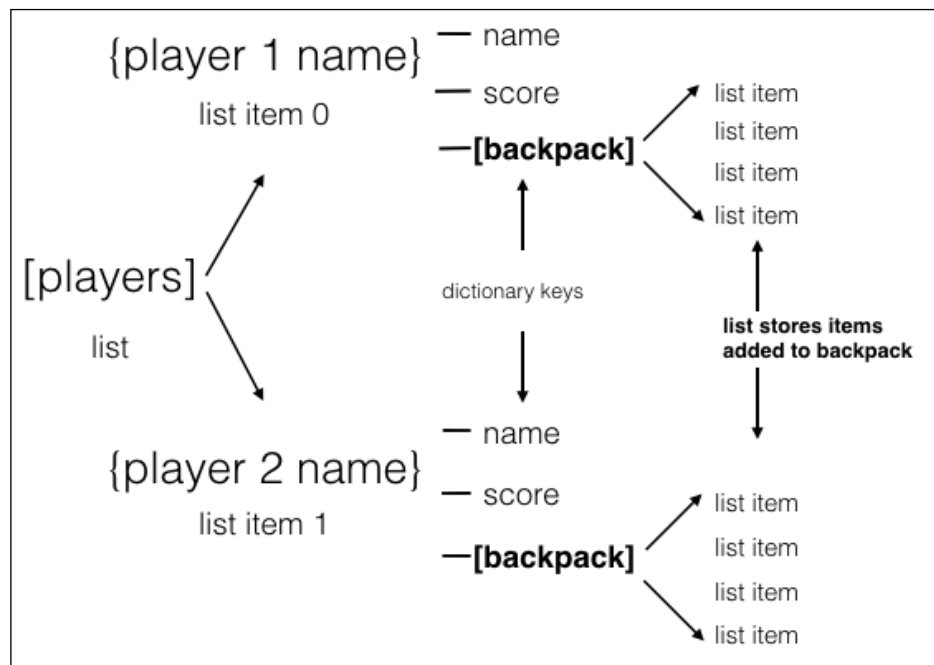 {player 1 name}
list item 0
name
score
[backpack]
list item
list item
list item
list item
[players]
list
dictionary keys
list stores items
added to backpack
{player 2 name}
list item 1
name
score
[backpack]
list item
list item
list item
list item